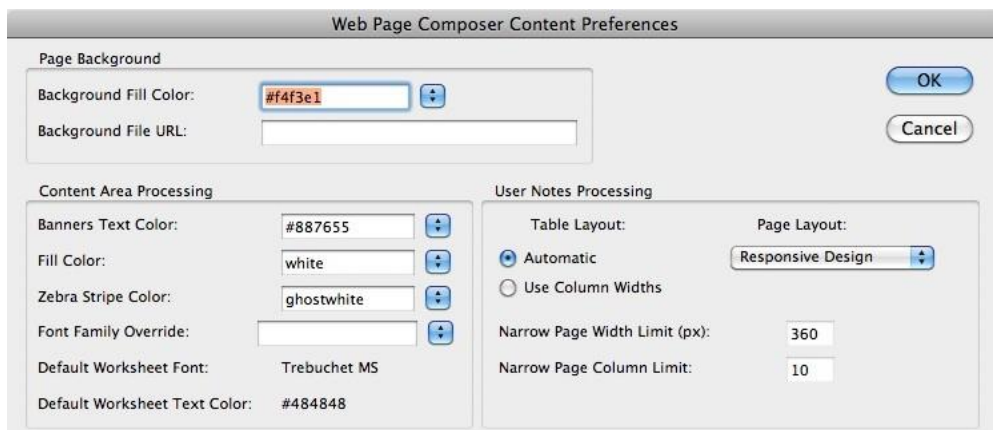 Web Page Composer Content Preferences
Page Background
Background Fill Color: #f4f3e1
OK
Background File URL:
Cancel
Content Area Processing
Banners Text Color: #887655
Fill Color: white
Zebra Stripe Color: ghostwhite
Font Family Override:
Default Worksheet Font: Trebuchet MS
Default Worksheet Text Color: #484848
User Notes Processing
Table Layout: Page Layout:
Automatic Responsive Design
Use Column Widths
Narrow Page Width Limit (px): 360
Narrow Page Column Limit: 10